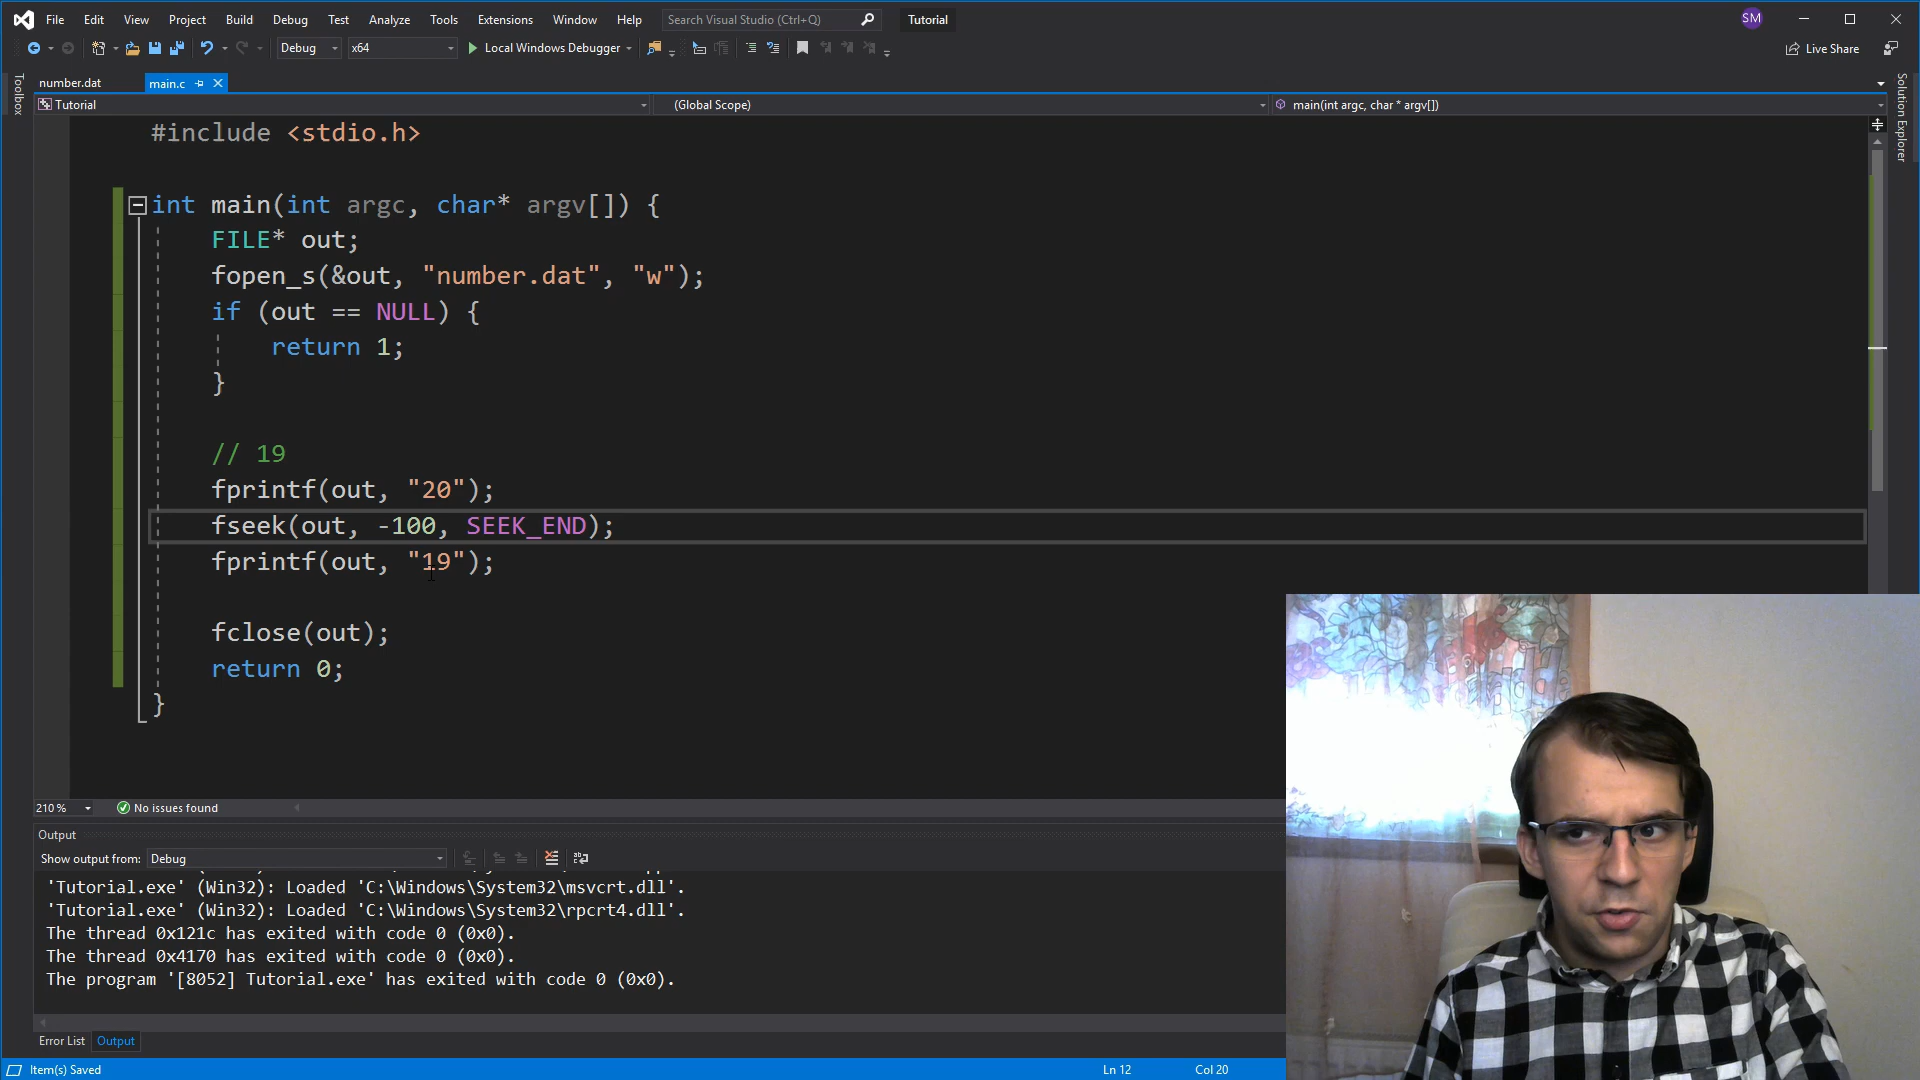 File Edit View Project Build Debug Test Analyze Tools Extensions Window Help Search Visual Studio (Ctrl+Q) Tutorial SM
Debug x64 Local Windows Debugger Live Share
Toolbox
number.dat main.c
Tutorial (Global Scope) main(int argc, char * argv[])
Solution Explorer
#include <stdio.h>
int main(int argc, char* argv[]) {
FILE* out;
fopen_s(&out, "number.dat", "w");
if (out == NULL) {
return 1;
}
// 19
fprintf(out, "20");
fseek(out, -100, SEEK_END);
fprintf(out, "19");
fclose(out);
return 0;
}
210 % No issues found
Output
Show output from: Debug
'Tutorial.exe' (Win32): Loaded 'C:\Windows\System32\msvcrt.dll'.
'Tutorial.exe' (Win32): Loaded 'C:\Windows\System32\rpcrt4.dll'.
The thread 0x121c has exited with code 0 (0x0).
The thread 0x4170 has exited with code 0 (0x0).
The program '[8052] Tutorial.exe' has exited with code 0 (0x0).
Error List Output
Item(s) Saved Ln 12 Col 20